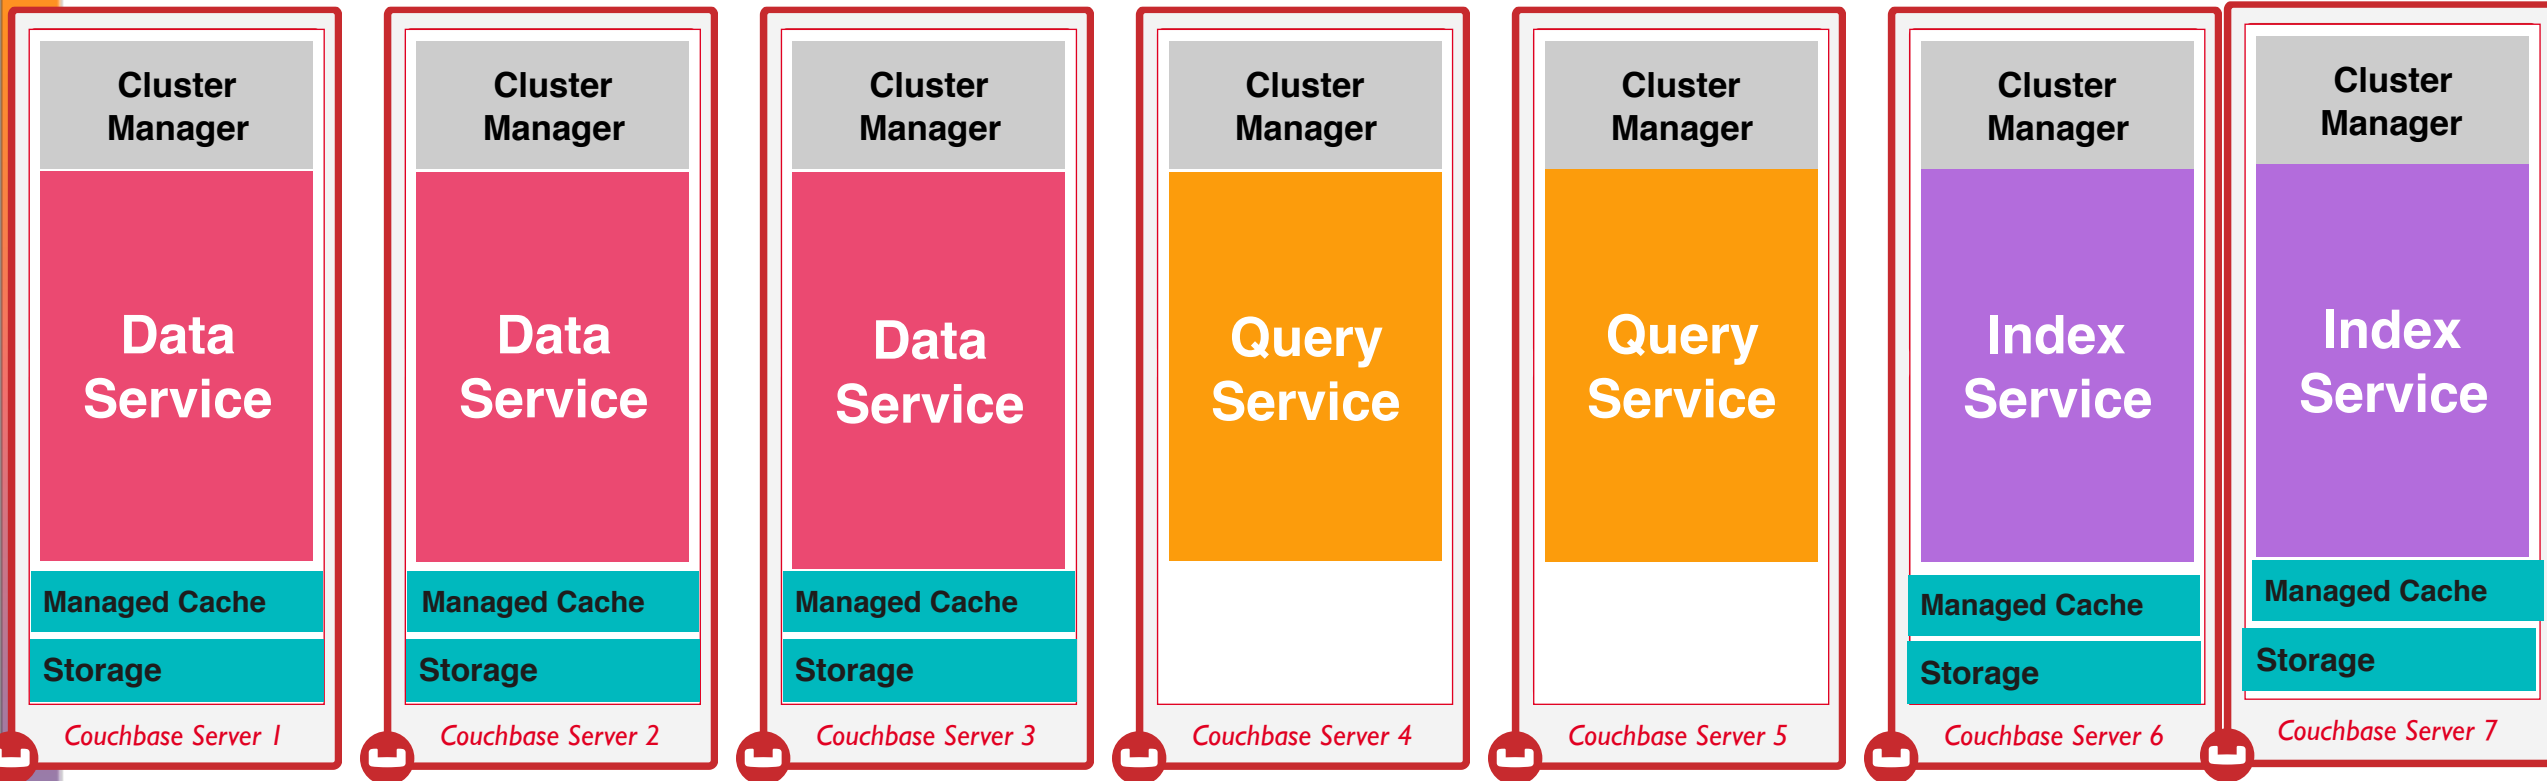 Cluster
Manager
Data
Service
Managed Cache
Storage
Couchbase Server 1
Cluster
Manager
Data
Service
Managed Cache
Storage
Couchbase Server 2
Cluster
Manager
Data
Service
Managed Cache
Storage
Couchbase Server 3
Cluster
Manager
Query
Service
Couchbase Server 4
Cluster
Manager
Query
Service
Couchbase Server 5
Cluster
Manager
Index
Service
Managed Cache
Storage
Couchbase Server 6
Cluster
Manager
Index
Service
Managed Cache
Storage
Couchbase Server 7